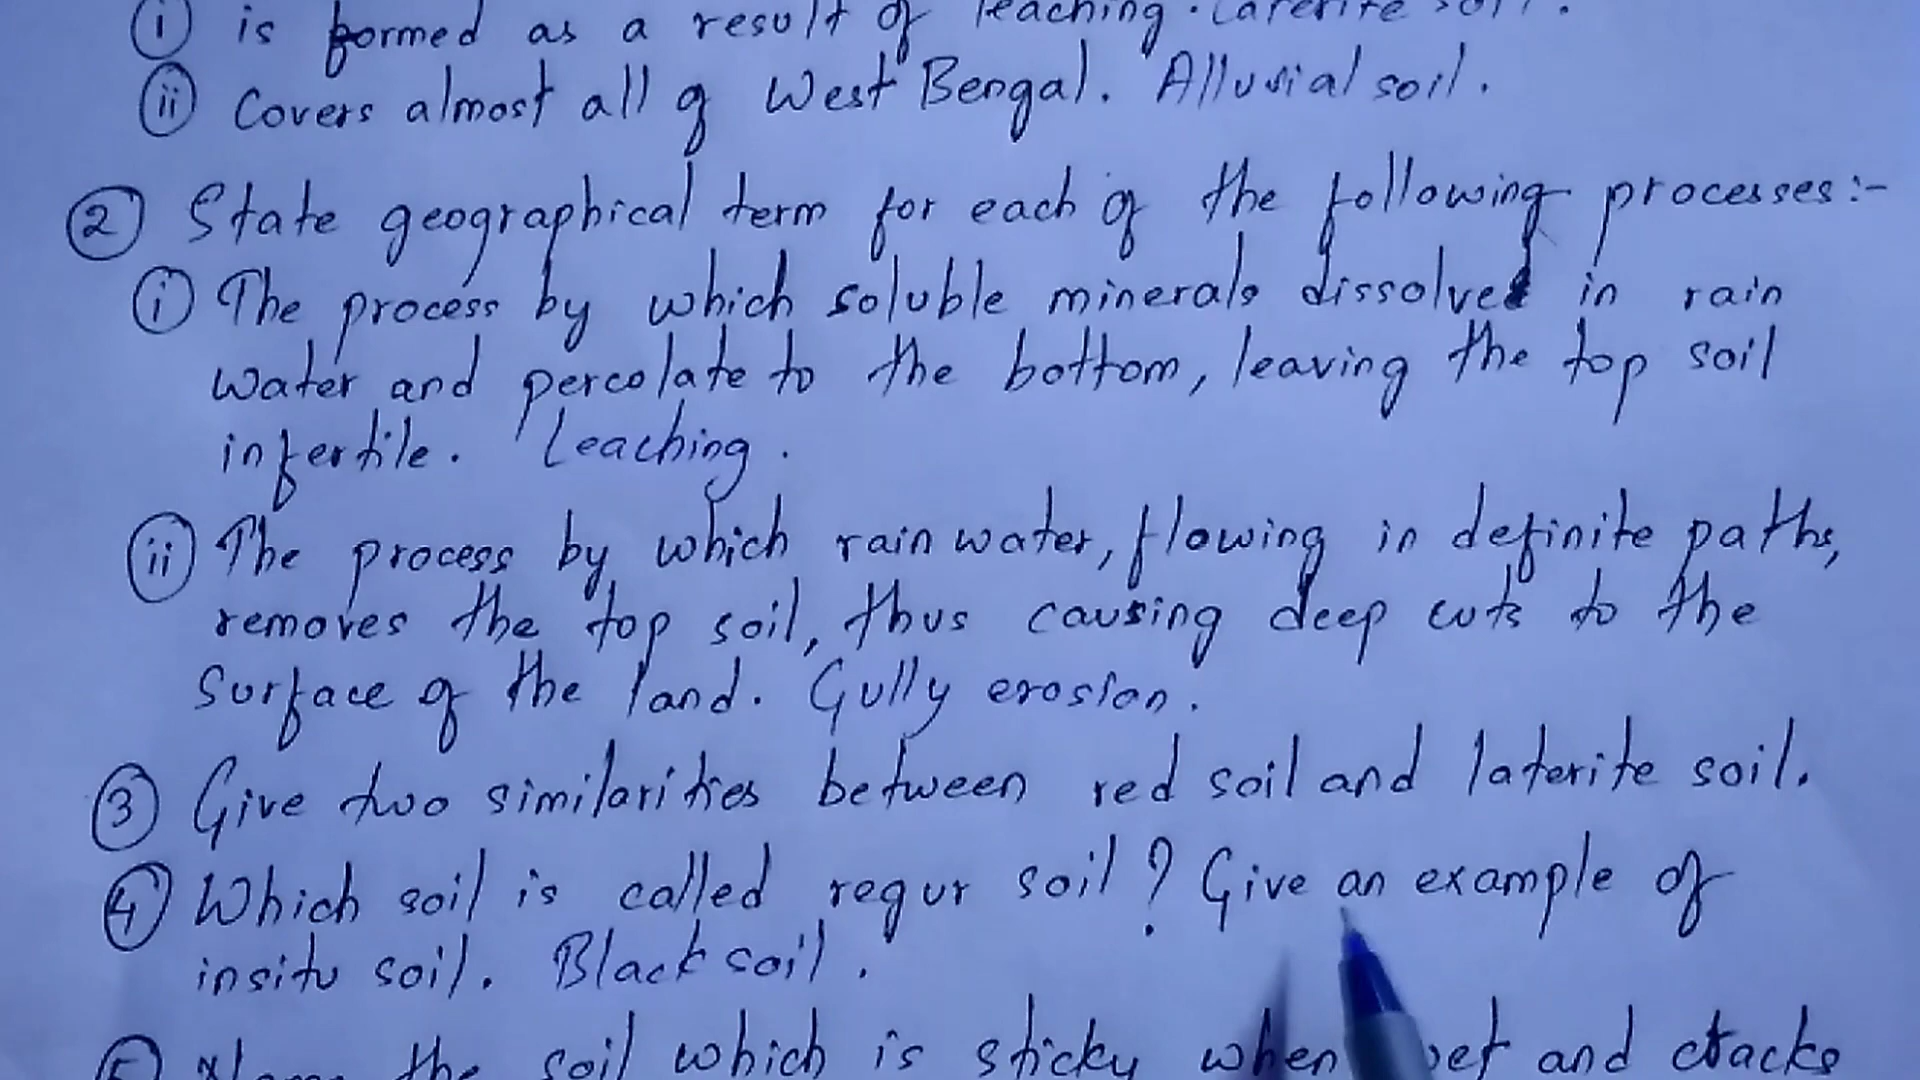 (i) is formed as a result of leaching. Laterite soil.
(ii) Covers almost all of West Bengal. Alluvial soil.
(2) State geographical term for each of the following processes:-
(i) The process by which soluble minerals dissolved in rain
water and percolate to the bottom, leaving the top soil
infertile. Leaching.
(ii) The process by which rain water, flowing in definite paths,
removes the top soil, thus causing deep cuts to the
surface of the land. Gully erosion.
(3) Give two similarities between red soil and laterite soil.
(4) Which soil is called regur soil? Give an example of
insitu soil. Black soil.
(5) Name the soil which is sticky when wet and cracks